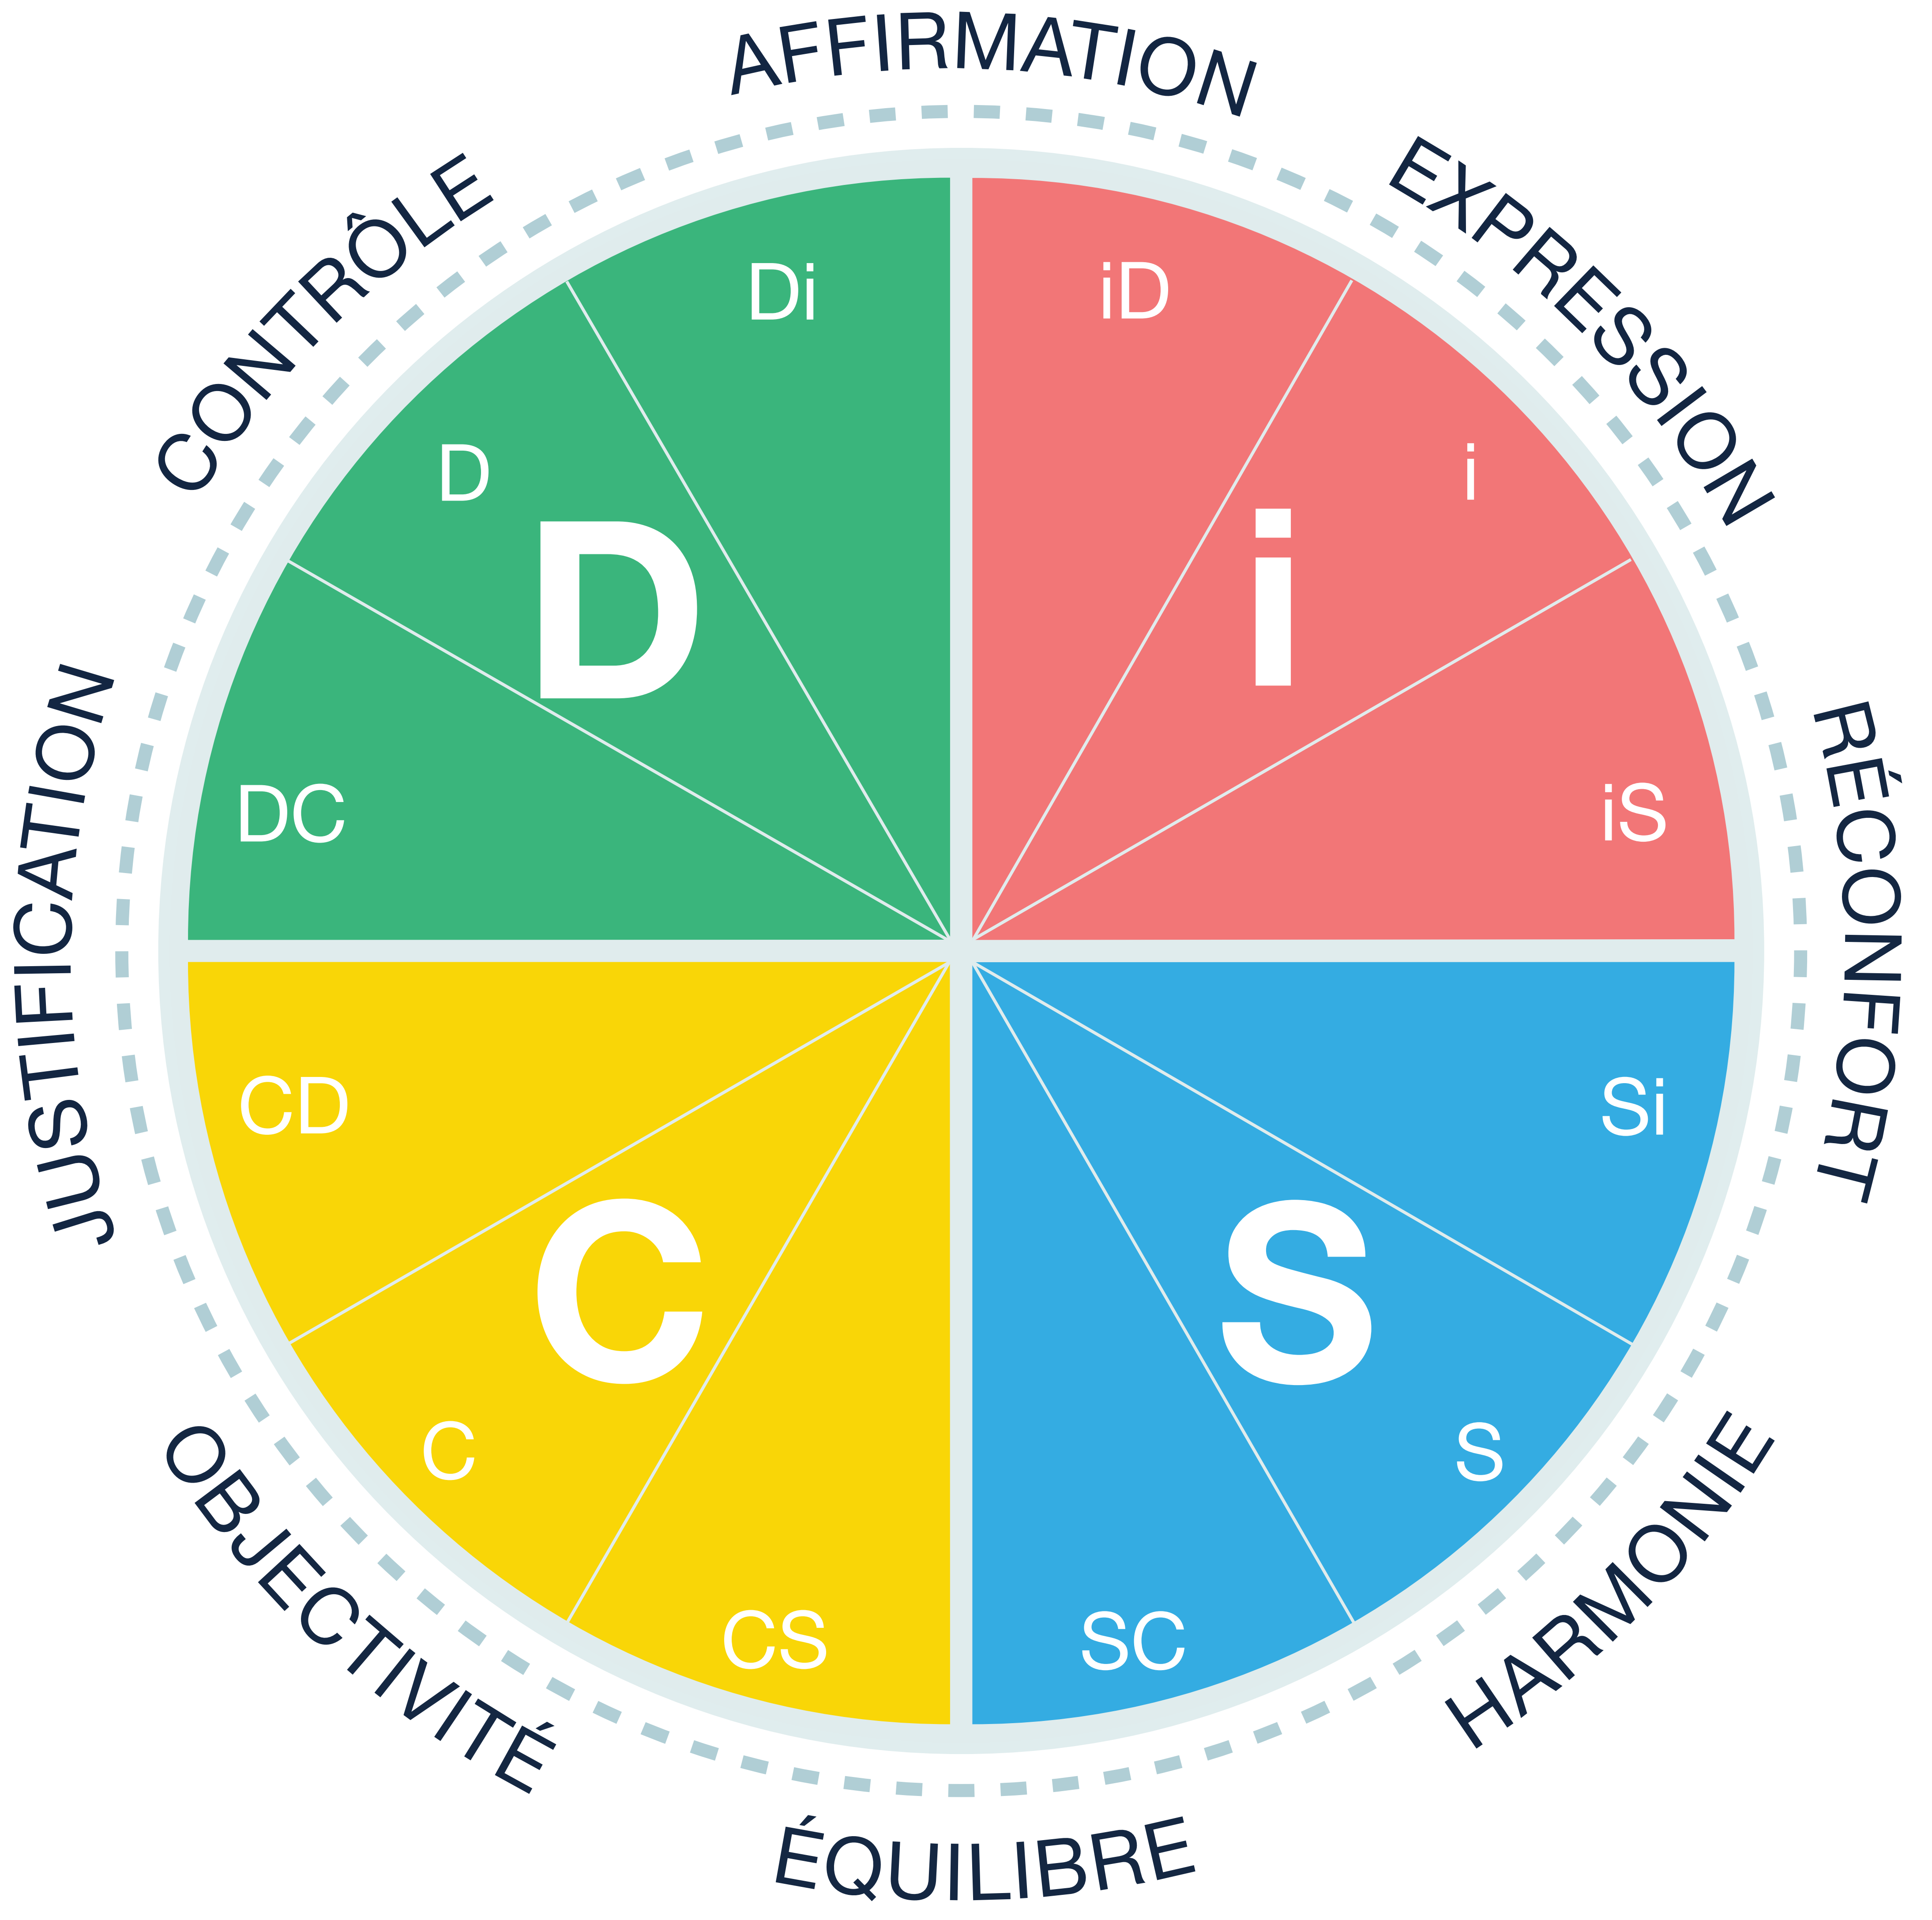 AFFIRMATION
EXPRESSION
RÉCONFORT
HARMONIE
ÉQUILIBRE
OBJECTIVITÉ
JUSTIFICATION
CONTRÔLE
Di
iD
D
i
D
i
DC
iS
CD
Si
C
S
C
S
CS
SC